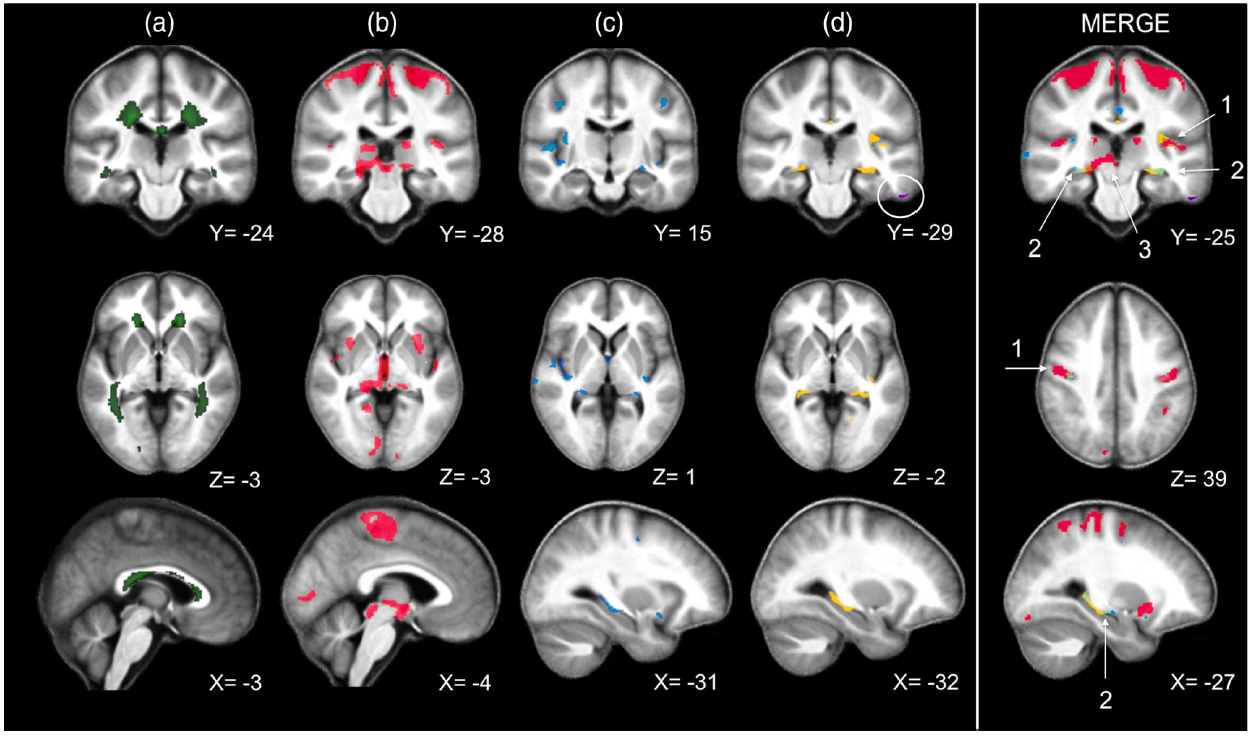 (a) (b) (c) (d) MERGE
1
2
2 3
Y= -24 Y= -28 Y= 15 Y= -29 Y= -25
1
Z= -3 Z= -3 Z= 1 Z= -2 Z= 39
X= -3 X= -4 X= -31 X= -32 X= -27
2